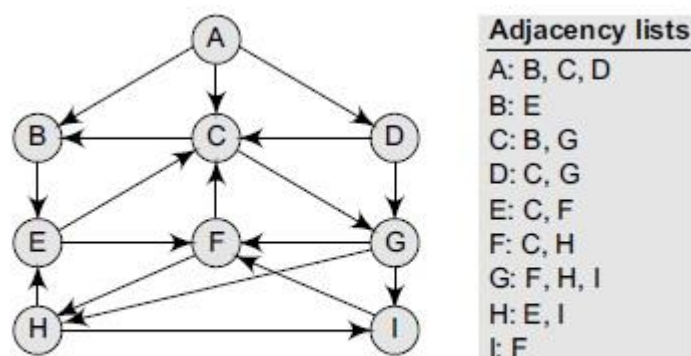 A
B
C
D
E
F
G
H
I
Adjacency lists
A: B, C, D
B: E
C: B, G
D: C, G
E: C, F
F: C, H
G: F, H, I
H: E, I
I: F